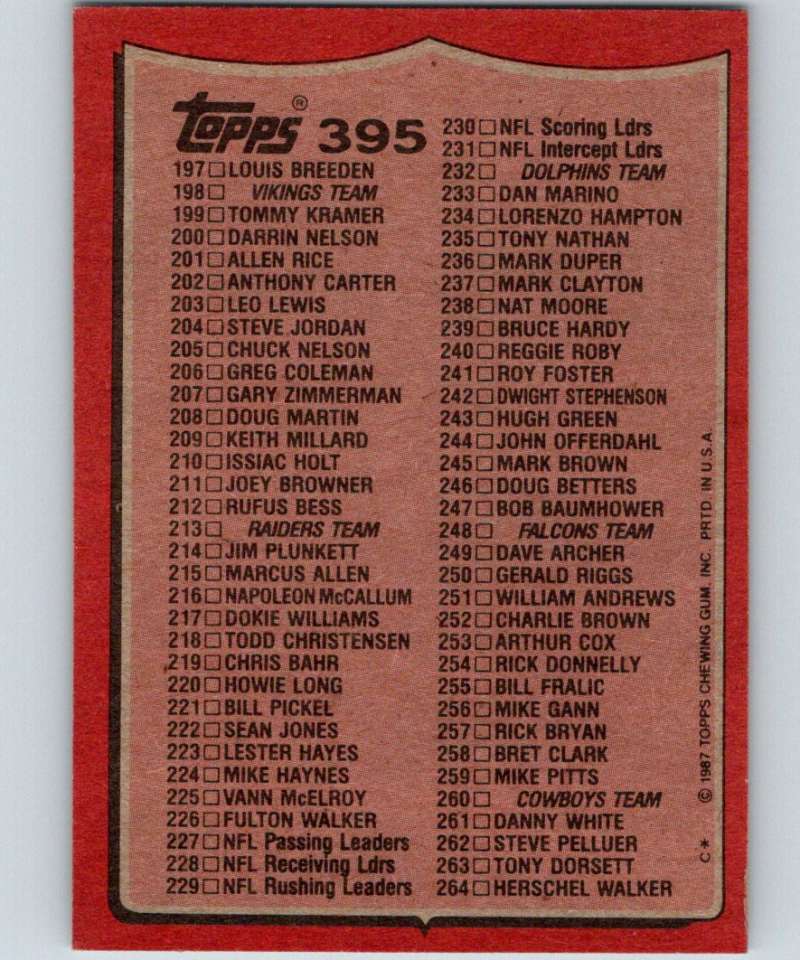 Topps® 395
197☐LOUIS BREEDEN
198☐ VIKINGS TEAM
199☐TOMMY KRAMER
200☐DARRIN NELSON
201☐ALLEN RICE
202☐ANTHONY CARTER
203☐LEO LEWIS
204☐STEVE JORDAN
205☐CHUCK NELSON
206☐GREG COLEMAN
207☐GARY ZIMMERMAN
208☐DOUG MARTIN
209☐KEITH MILLARD
210☐ISSIAC HOLT
211☐JOEY BROWNER
212☐RUFUS BESS
213☐ RAIDERS TEAM
214☐JIM PLUNKETT
215☐MARCUS ALLEN
216☐NAPOLEON McCALLUM
217☐DOKIE WILLIAMS
218☐TODD CHRISTENSEN
219☐CHRIS BAHR
220☐HOWIE LONG
221☐BILL PICKEL
222☐SEAN JONES
223☐LESTER HAYES
224☐MIKE HAYNES
225☐VANN McELROY
226☐FULTON WALKER
227☐NFL Passing Leaders
228☐NFL Receiving Ldrs
229☐NFL Rushing Leaders
230☐NFL Scoring Ldrs
231☐NFL Intercept Ldrs
232☐ DOLPHINS TEAM
233☐DAN MARINO
234☐LORENZO HAMPTON
235☐TONY NATHAN
236☐MARK DUPER
237☐MARK CLAYTON
238☐NAT MOORE
239☐BRUCE HARDY
240☐REGGIE ROBY
241☐ROY FOSTER
242☐DWIGHT STEPHENSON
243☐HUGH GREEN
244☐JOHN OFFERDAHL
245☐MARK BROWN
246☐DOUG BETTERS
247☐BOB BAUMHOWER
248☐ FALCONS TEAM
249☐DAVE ARCHER
250☐GERALD RIGGS
251☐WILLIAM ANDREWS
252☐CHARLIE BROWN
253☐ARTHUR COX
254☐RICK DONNELLY
255☐BILL FRALIC
256☐MIKE GANN
257☐RICK BRYAN
258☐BRET CLARK
259☐MIKE PITTS
260☐ COWBOYS TEAM
261☐DANNY WHITE
262☐STEVE PELLUER
263☐TONY DORSETT
264☐HERSCHEL WALKER
C* © 1987 TOPPS CHEWING GUM, INC. PRTD. IN U.S.A.